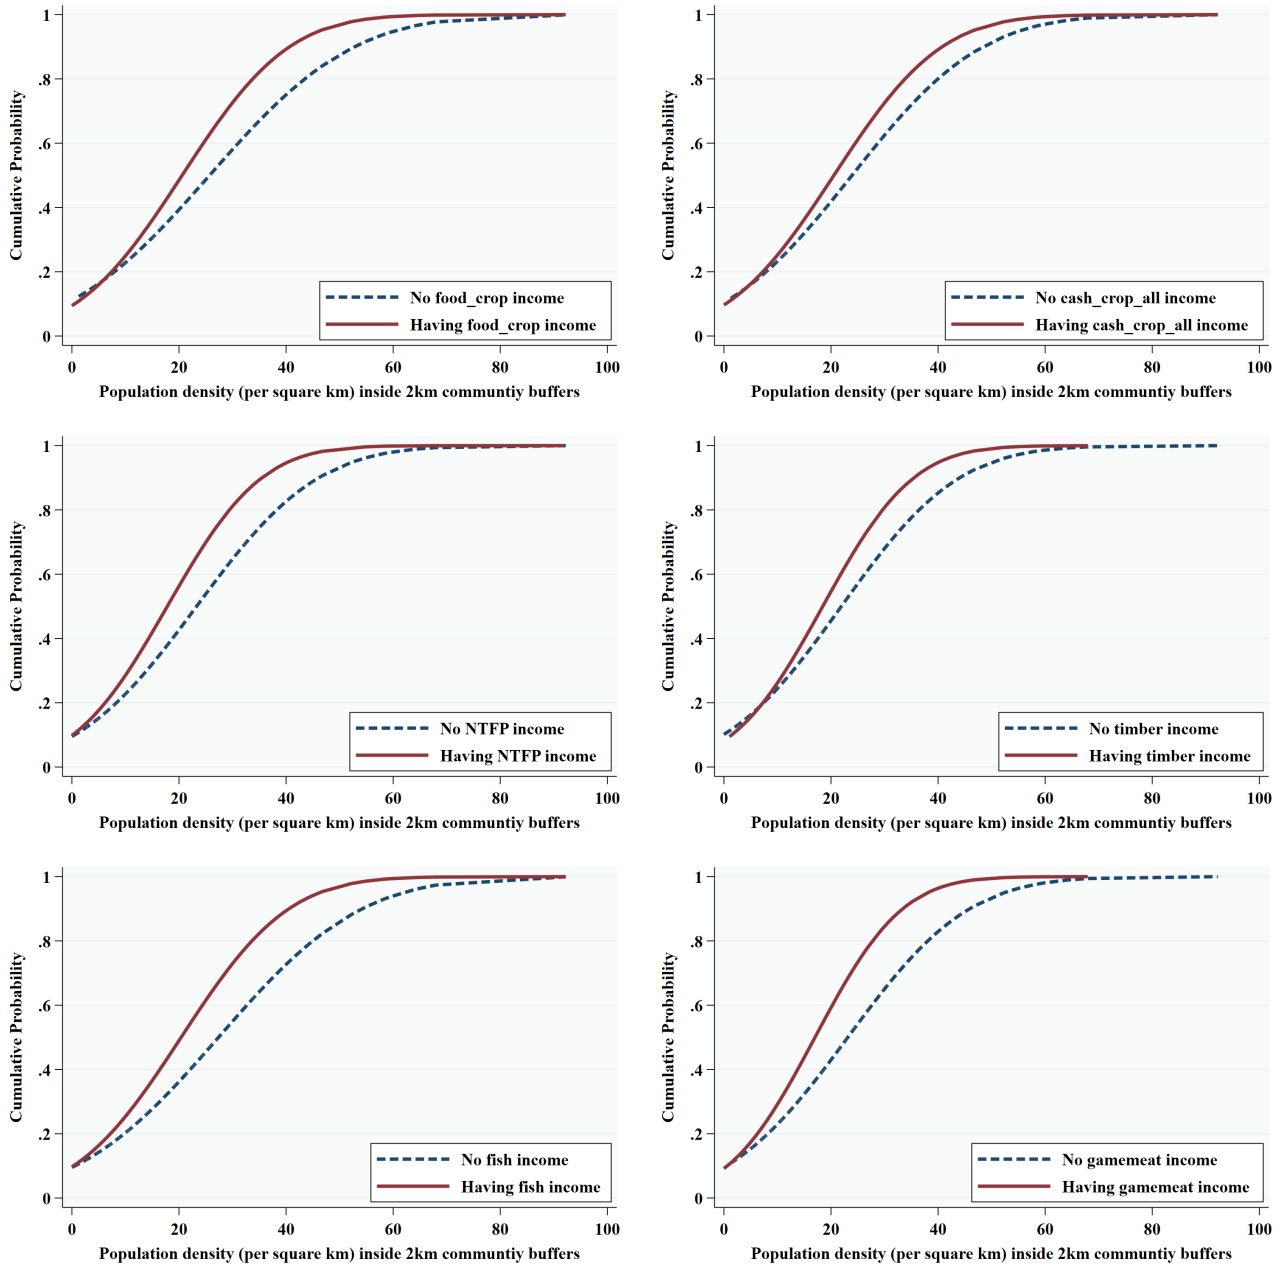 Cumulative Probability
1
.8
.6
.4
.2
0
No food_crop income
Having food_crop income
0 20 40 60 80 100
Population density (per square km) inside 2km communtiy buffers
Cumulative Probability
1
.8
.6
.4
.2
0
No cash_crop_all income
Having cash_crop_all income
0 20 40 60 80 100
Population density (per square km) inside 2km communtiy buffers
Cumulative Probability
1
.8
.6
.4
.2
0
No NTFP income
Having NTFP income
0 20 40 60 80 100
Population density (per square km) inside 2km communtiy buffers
Cumulative Probability
1
.8
.6
.4
.2
0
No timber income
Having timber income
0 20 40 60 80 100
Population density (per square km) inside 2km communtiy buffers
Cumulative Probability
1
.8
.6
.4
.2
0
No fish income
Having fish income
0 20 40 60 80 100
Population density (per square km) inside 2km communtiy buffers
Cumulative Probability
1
.8
.6
.4
.2
0
No gamemeat income
Having gamemeat income
0 20 40 60 80 100
Population density (per square km) inside 2km communtiy buffers